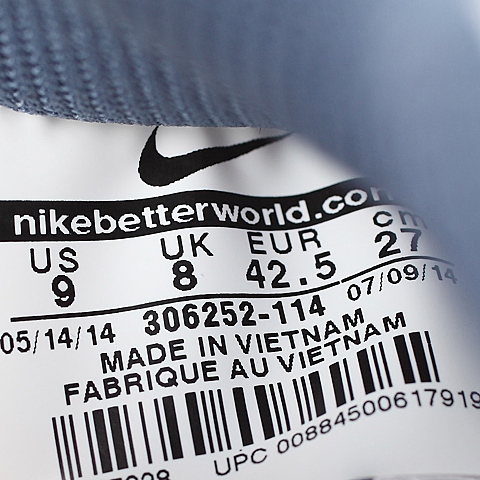 nikebetterworld.com
US UK EUR cm
9 8 42.5 27
05/14/14 306252-114 07/09/14
MADE IN VIETNAM
FABRIQUE AU VIETNAM
UPC 00884500617919